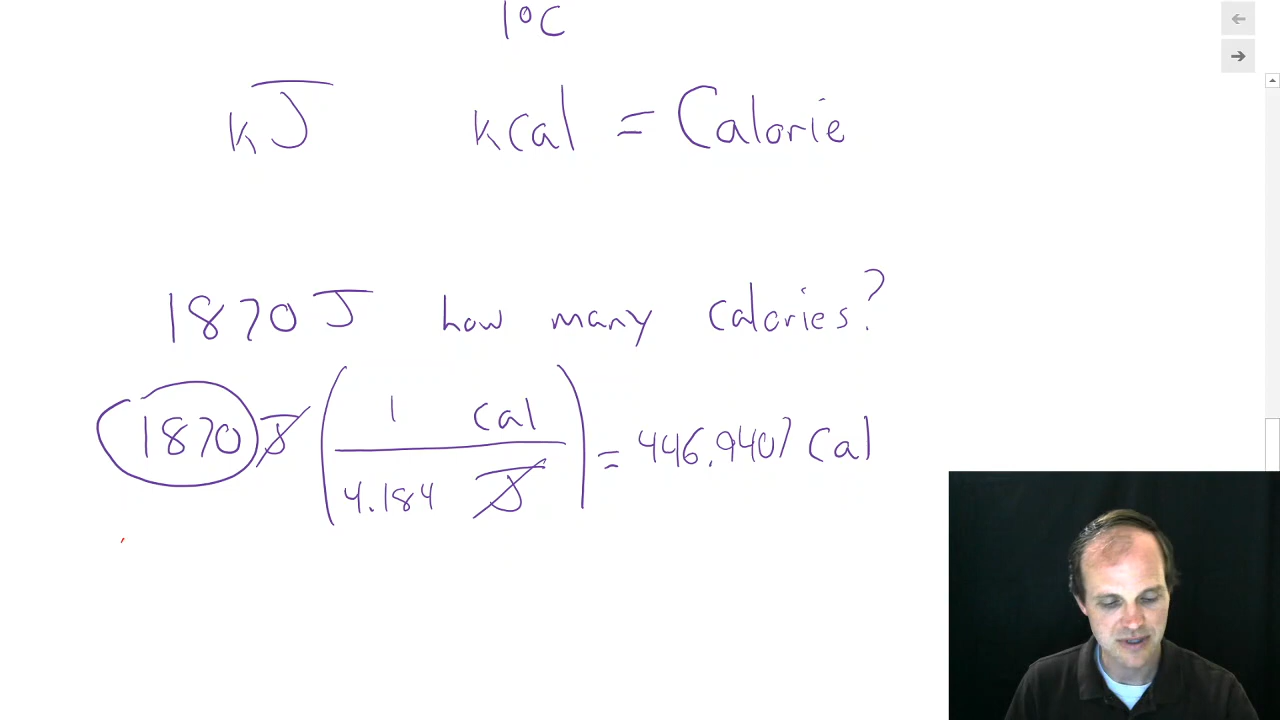 1°C
kJ kcal = Calorie
1870 J how many calories?
1870 J ( 1 cal / 4.184 J ) = 446.9407 cal